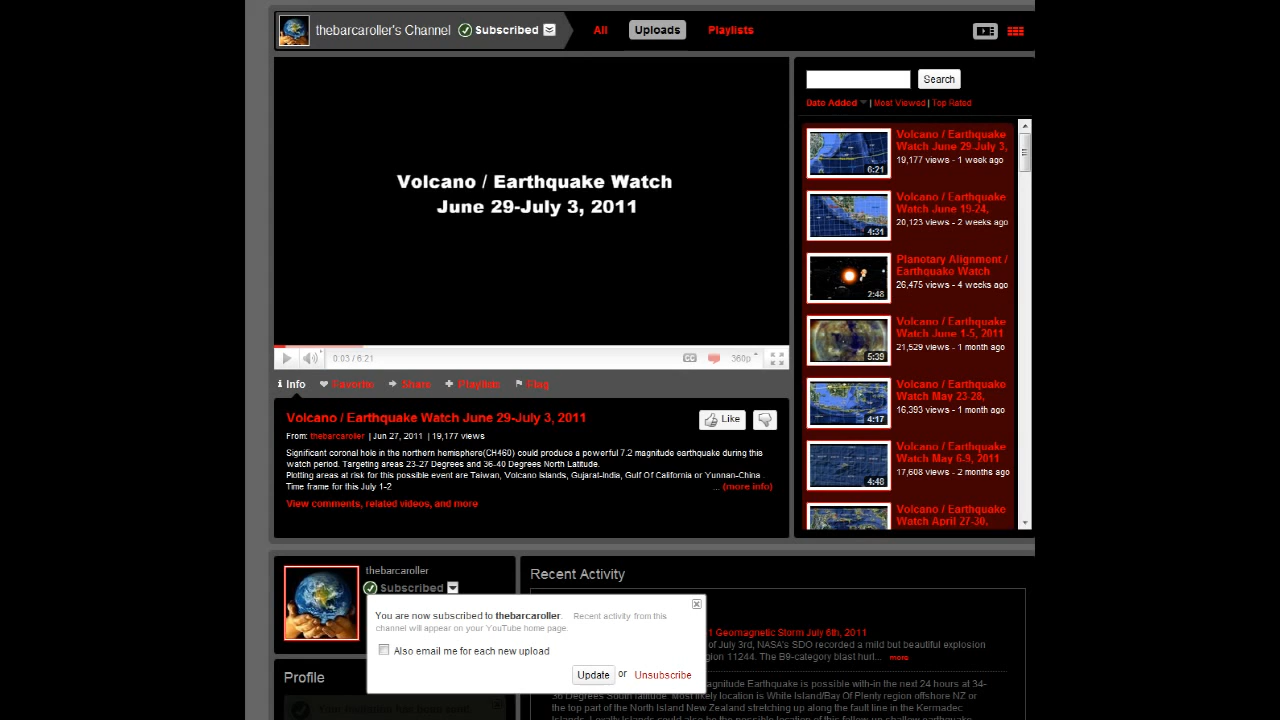 thebarcaroller's Channel Subscribed All Uploads Playlists
Volcano / Earthquake Watch
June 29-July 3, 2011
0:03 / 6:21 CC 360p
Info Favorite Share Playlists Flag
Volcano / Earthquake Watch June 29-July 3, 2011
Like
From: thebarcaroller | Jun 27, 2011 | 19,177 views
Significant coronal hole in the northern hemisphere(CH460) could produce a powerful 7.2 magnitude earthquake during this
watch period. Targeting areas 23-27 Degrees and 36-40 Degrees North Latitude.
Plotting areas at risk for this possible event are Taiwan, Volcano Islands, Gujarat-India, Gulf Of California or Yunnan-China .
Time frame for this July 1-2 ... (more info)
View comments, related videos, and more
Search
Date Added | Most Viewed | Top Rated
Volcano / Earthquake
Watch June 29-July 3,
19,177 views - 1 week ago
6:21
Volcano / Earthquake
Watch June 19-24,
20,123 views - 2 weeks ago
4:31
Planetary Alignment /
Earthquake Watch
26,475 views - 4 weeks ago
2:48
Volcano / Earthquake
Watch June 1-5, 2011
21,529 views - 1 month ago
5:39
Volcano / Earthquake
Watch May 23-28,
16,393 views - 1 month ago
4:17
Volcano / Earthquake
Watch May 6-9, 2011
17,608 views - 2 months ago
4:48
Volcano / Earthquake
Watch April 27-30,
thebarcaroller
Subscribed
You are now subscribed to thebarcaroller. Recent activity from this
channel will appear on your YouTube home page.
Also email me for each new upload
Update or Unsubscribe
Profile
Your invitation has been sent!
Recent Activity
1 Geomagnetic Storm July 6th, 2011
of July 3rd, NASA's SDO recorded a mild but beautiful explosion
11244. The B9-category blast hurl... more
magnitude Earthquake is possible with-in the next 24 hours at 34-
36 Degrees South latitude. Most likely location is White Island/Bay Of Plenty region offshore NZ or
the top part of the North Island New Zealand stretching up along the fault line in the Kermadec